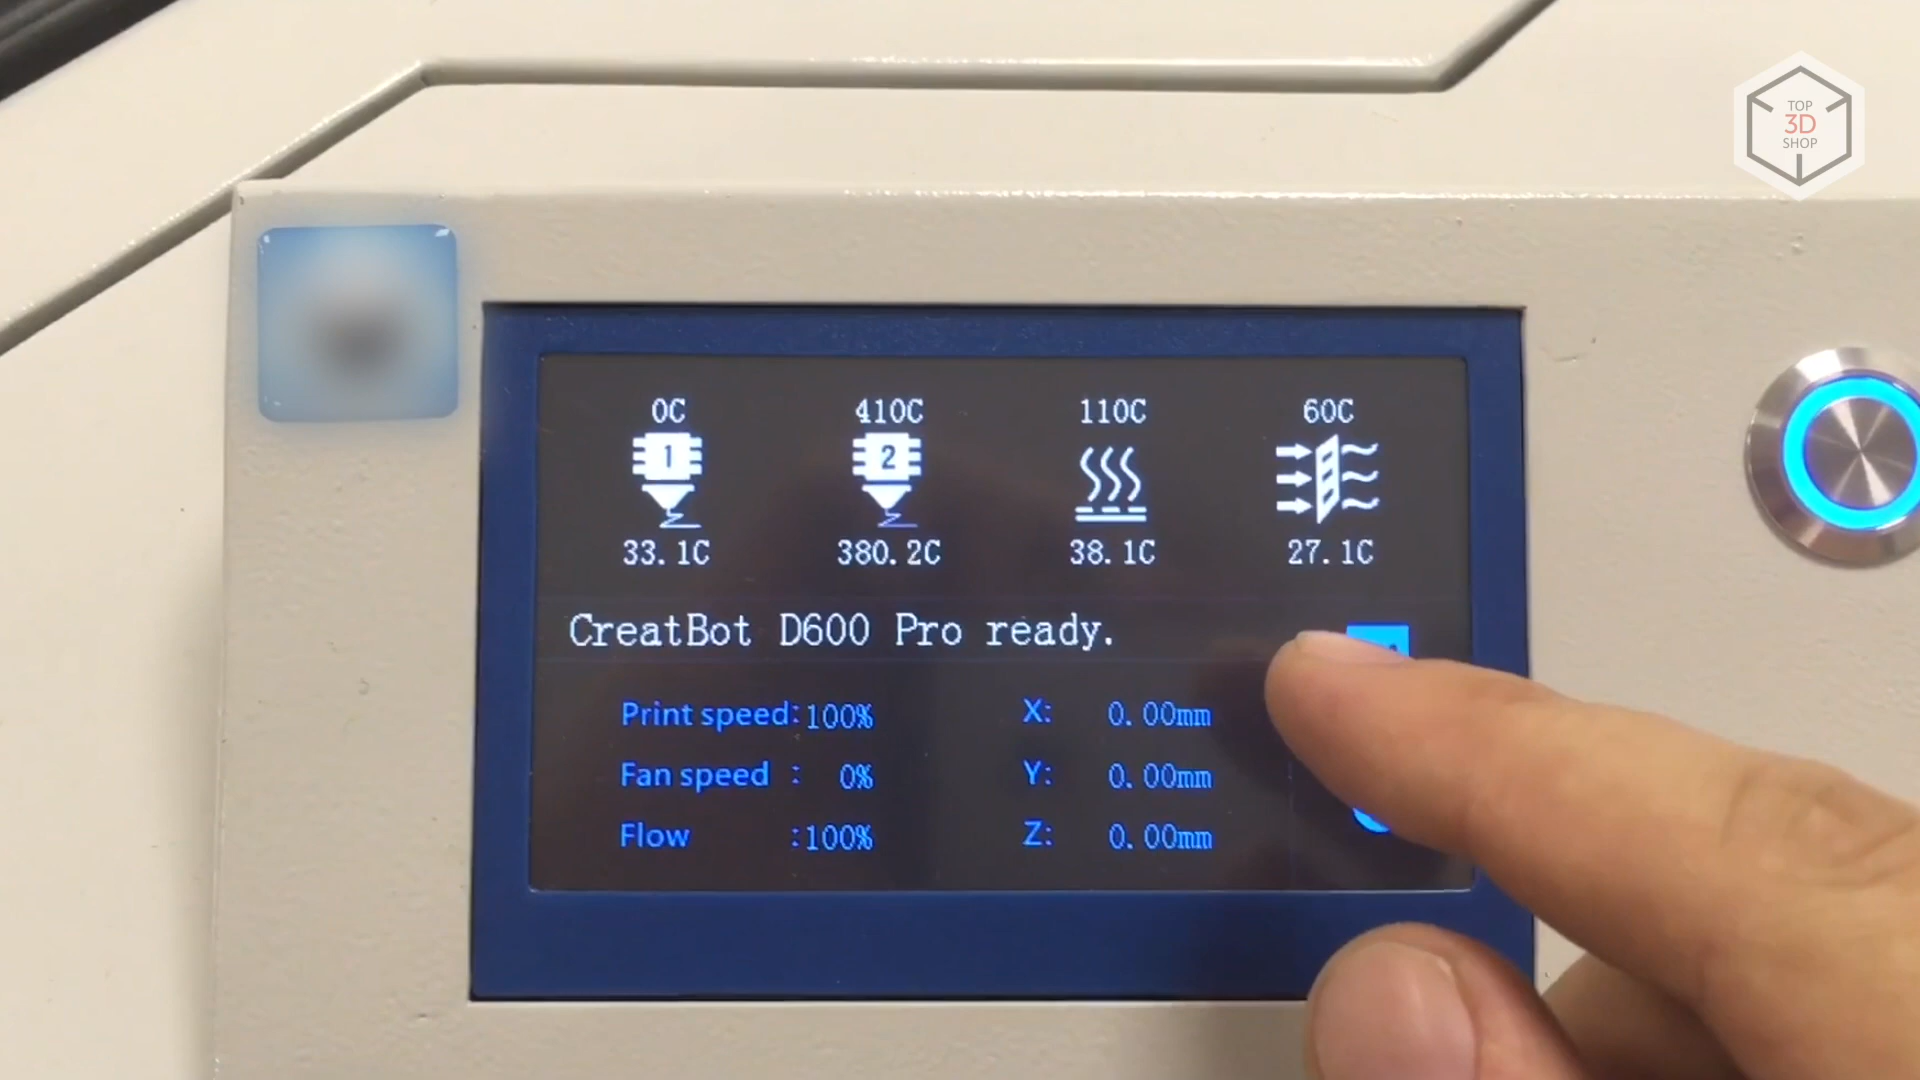 TOP
3D
SHOP
0C 410C 110C 60C
1 2
33.1C 380.2C 38.1C 27.1C
CreatBot D600 Pro ready.
Print speed: 100% X: 0.00mm
Fan speed : 0% Y: 0.00mm
Flow : 100% Z: 0.00mm